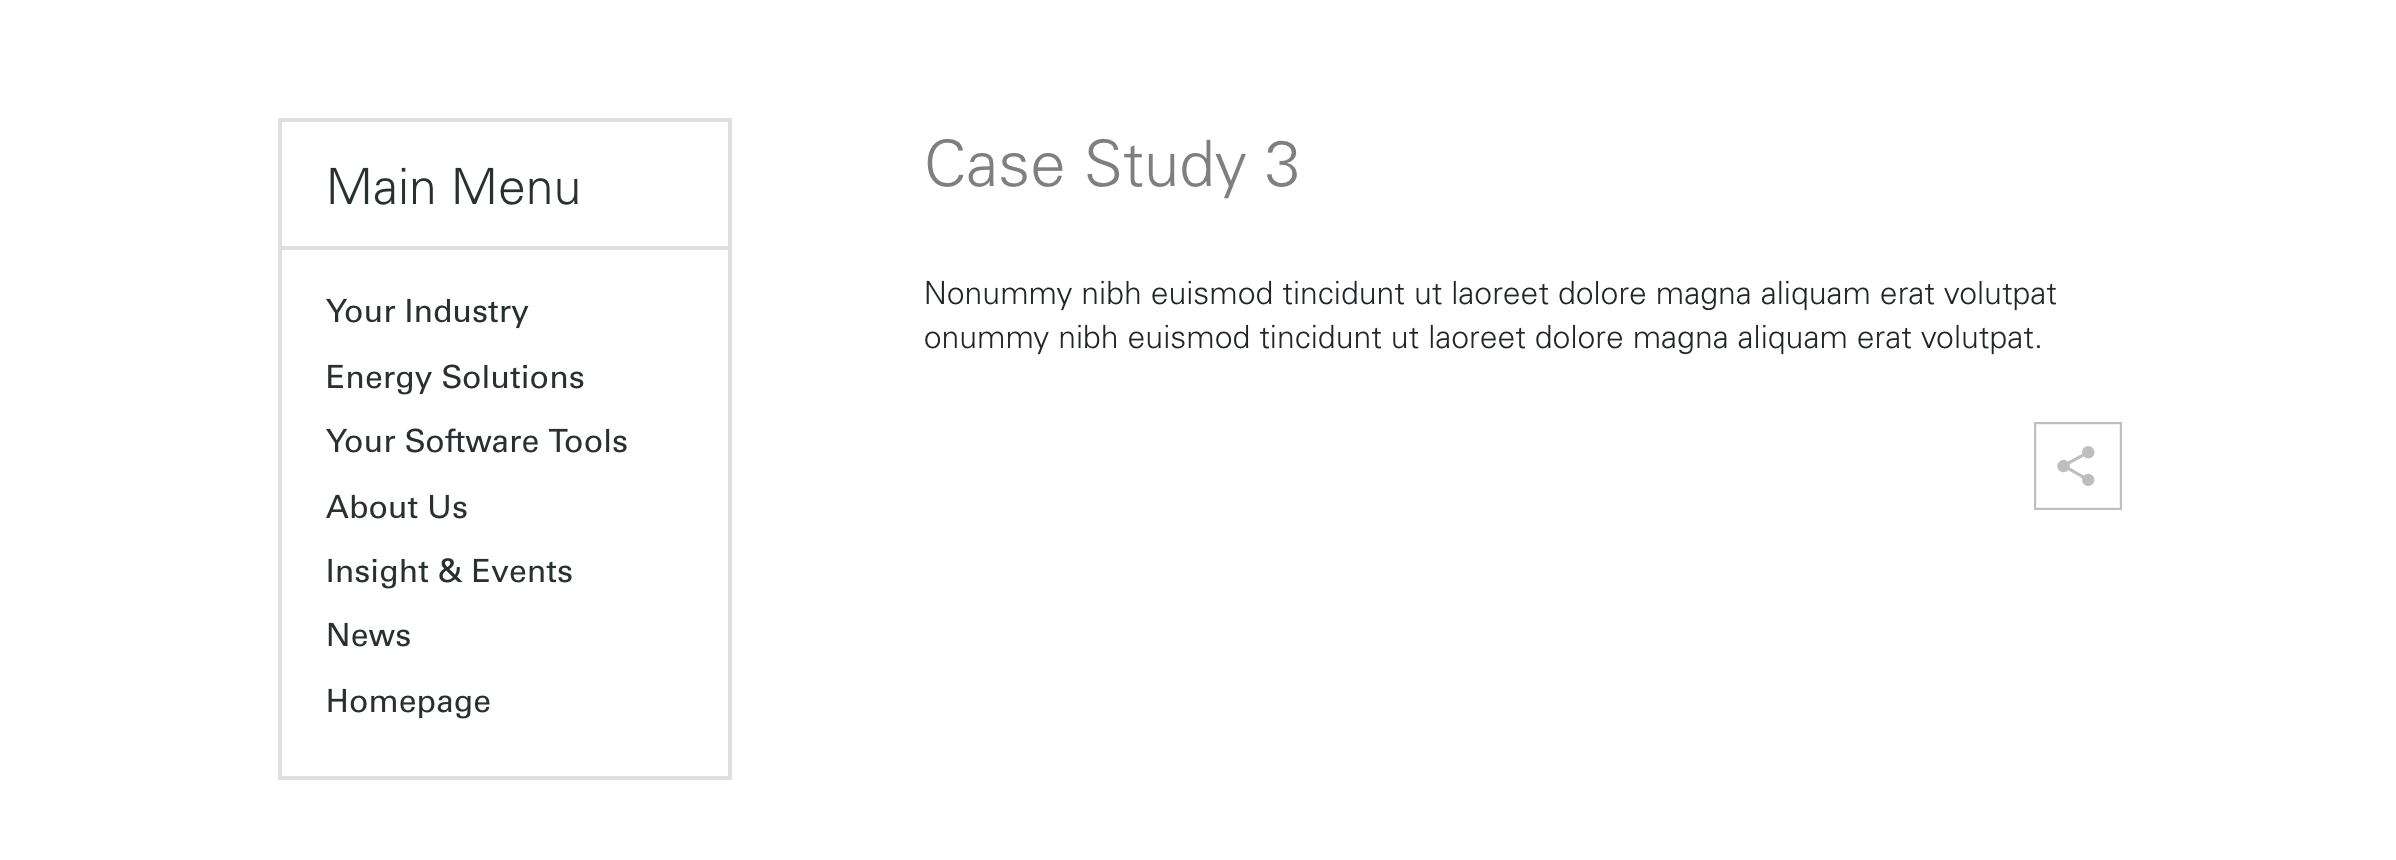 Main Menu
Your Industry
Energy Solutions
Your Software Tools
About Us
Insight & Events
News
Homepage
Case Study 3
Nonummy nibh euismod tincidunt ut laoreet dolore magna aliquam erat volutpat
onummy nibh euismod tincidunt ut laoreet dolore magna aliquam erat volutpat.